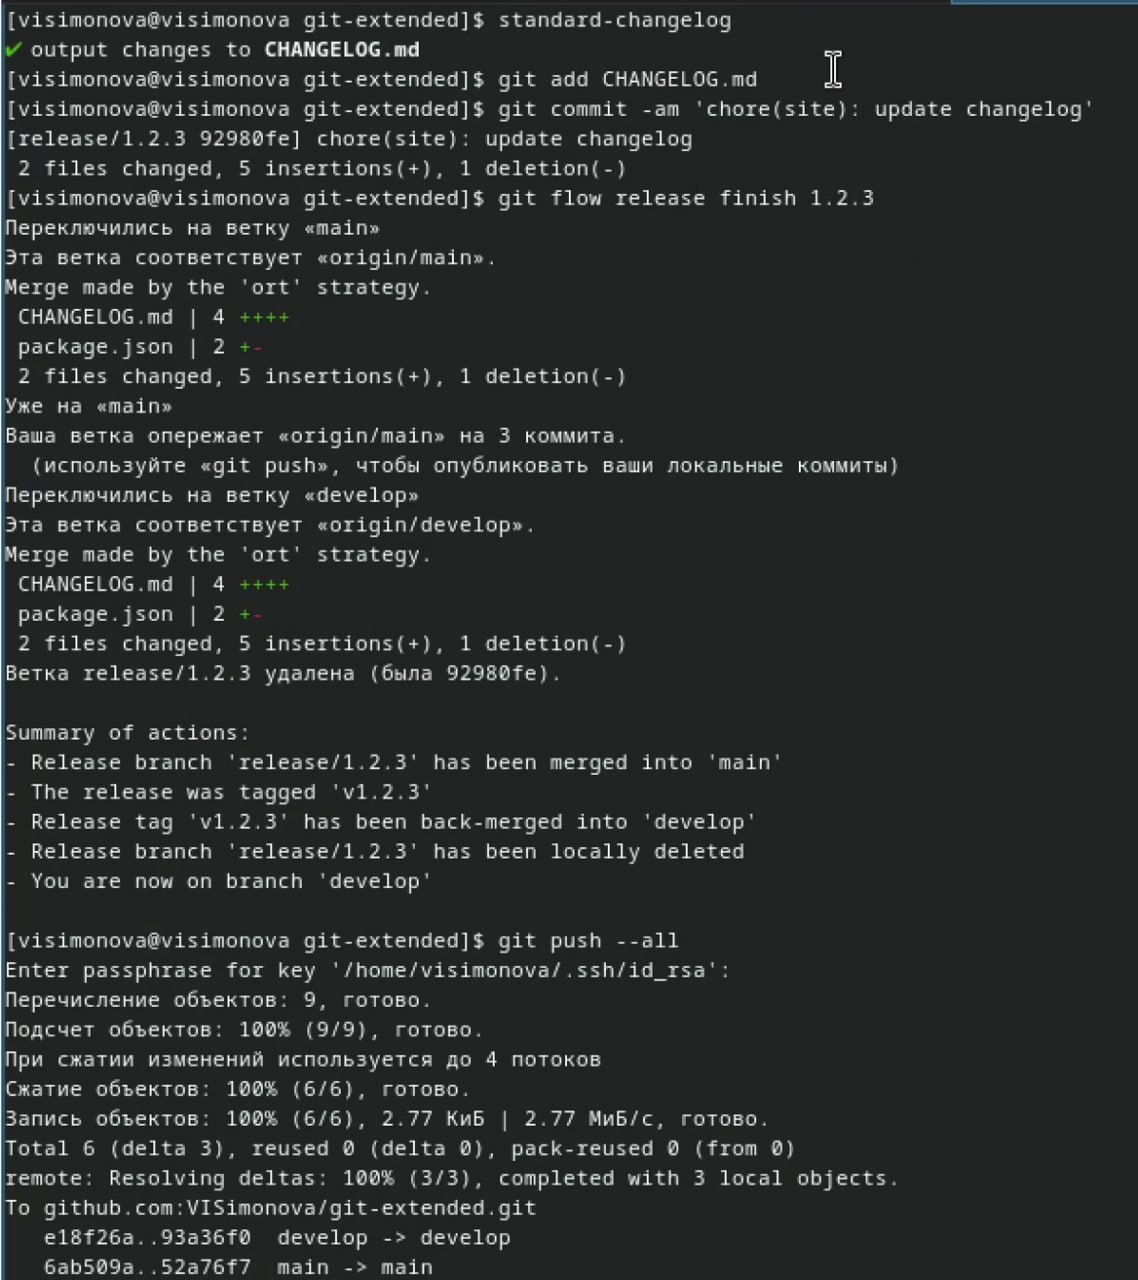 [visimonova@visimonova git-extended]$ standard-changelog
✔ output changes to CHANGELOG.md
[visimonova@visimonova git-extended]$ git add CHANGELOG.md
[visimonova@visimonova git-extended]$ git commit -am 'chore(site): update changelog'
[release/1.2.3 92980fe] chore(site): update changelog
 2 files changed, 5 insertions(+), 1 deletion(-)
[visimonova@visimonova git-extended]$ git flow release finish 1.2.3
Переключились на ветку «main»
Эта ветка соответствует «origin/main».
Merge made by the 'ort' strategy.
 CHANGELOG.md | 4 ++++
 package.json | 2 +-
 2 files changed, 5 insertions(+), 1 deletion(-)
Уже на «main»
Ваша ветка опережает «origin/main» на 3 коммита.
  (используйте «git push», чтобы опубликовать ваши локальные коммиты)
Переключились на ветку «develop»
Эта ветка соответствует «origin/develop».
Merge made by the 'ort' strategy.
 CHANGELOG.md | 4 ++++
 package.json | 2 +-
 2 files changed, 5 insertions(+), 1 deletion(-)
Ветка release/1.2.3 удалена (была 92980fe).
Summary of actions:
- Release branch 'release/1.2.3' has been merged into 'main'
- The release was tagged 'v1.2.3'
- Release tag 'v1.2.3' has been back-merged into 'develop'
- Release branch 'release/1.2.3' has been locally deleted
- You are now on branch 'develop'
[visimonova@visimonova git-extended]$ git push --all
Enter passphrase for key '/home/visimonova/.ssh/id_rsa':
Перечисление объектов: 9, готово.
Подсчет объектов: 100% (9/9), готово.
При сжатии изменений используется до 4 потоков
Сжатие объектов: 100% (6/6), готово.
Запись объектов: 100% (6/6), 2.77 КиБ | 2.77 МиБ/с, готово.
Total 6 (delta 3), reused 0 (delta 0), pack-reused 0 (from 0)
remote: Resolving deltas: 100% (3/3), completed with 3 local objects.
To github.com:VISimonova/git-extended.git
   e18f26a..93a36f0  develop -> develop
   6ab509a..52a76f7  main -> main